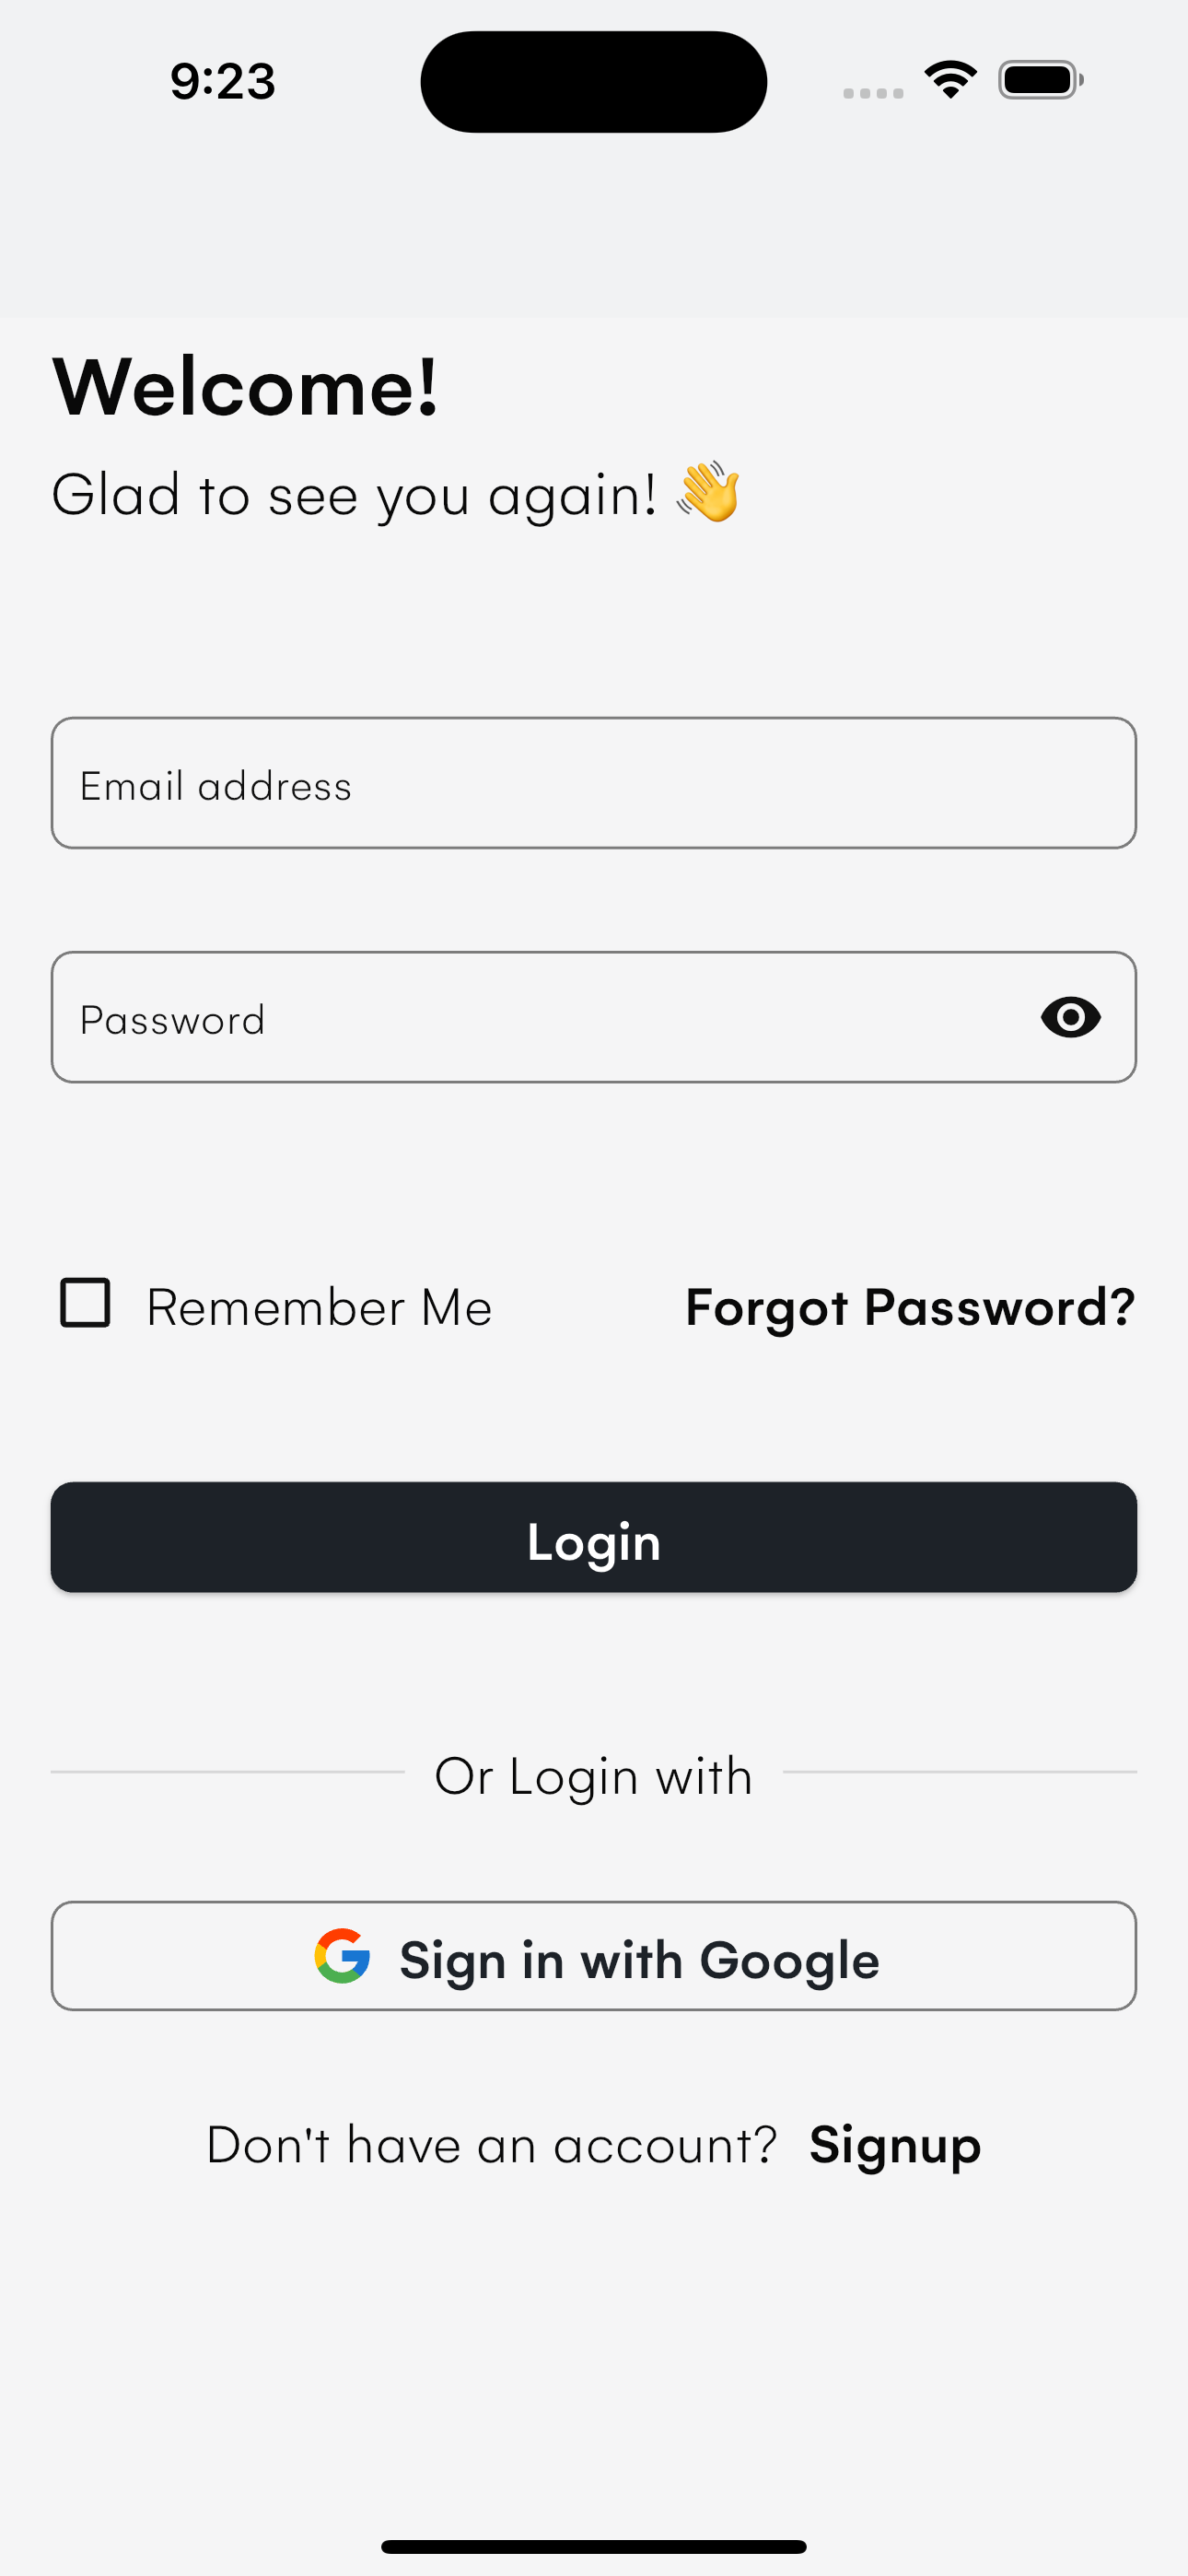 9:23
Welcome!
Glad to see you again! 👋
Email address
Password
Remember Me Forgot Password?
Login
Or Login with
Sign in with Google
Don't have an account? Signup